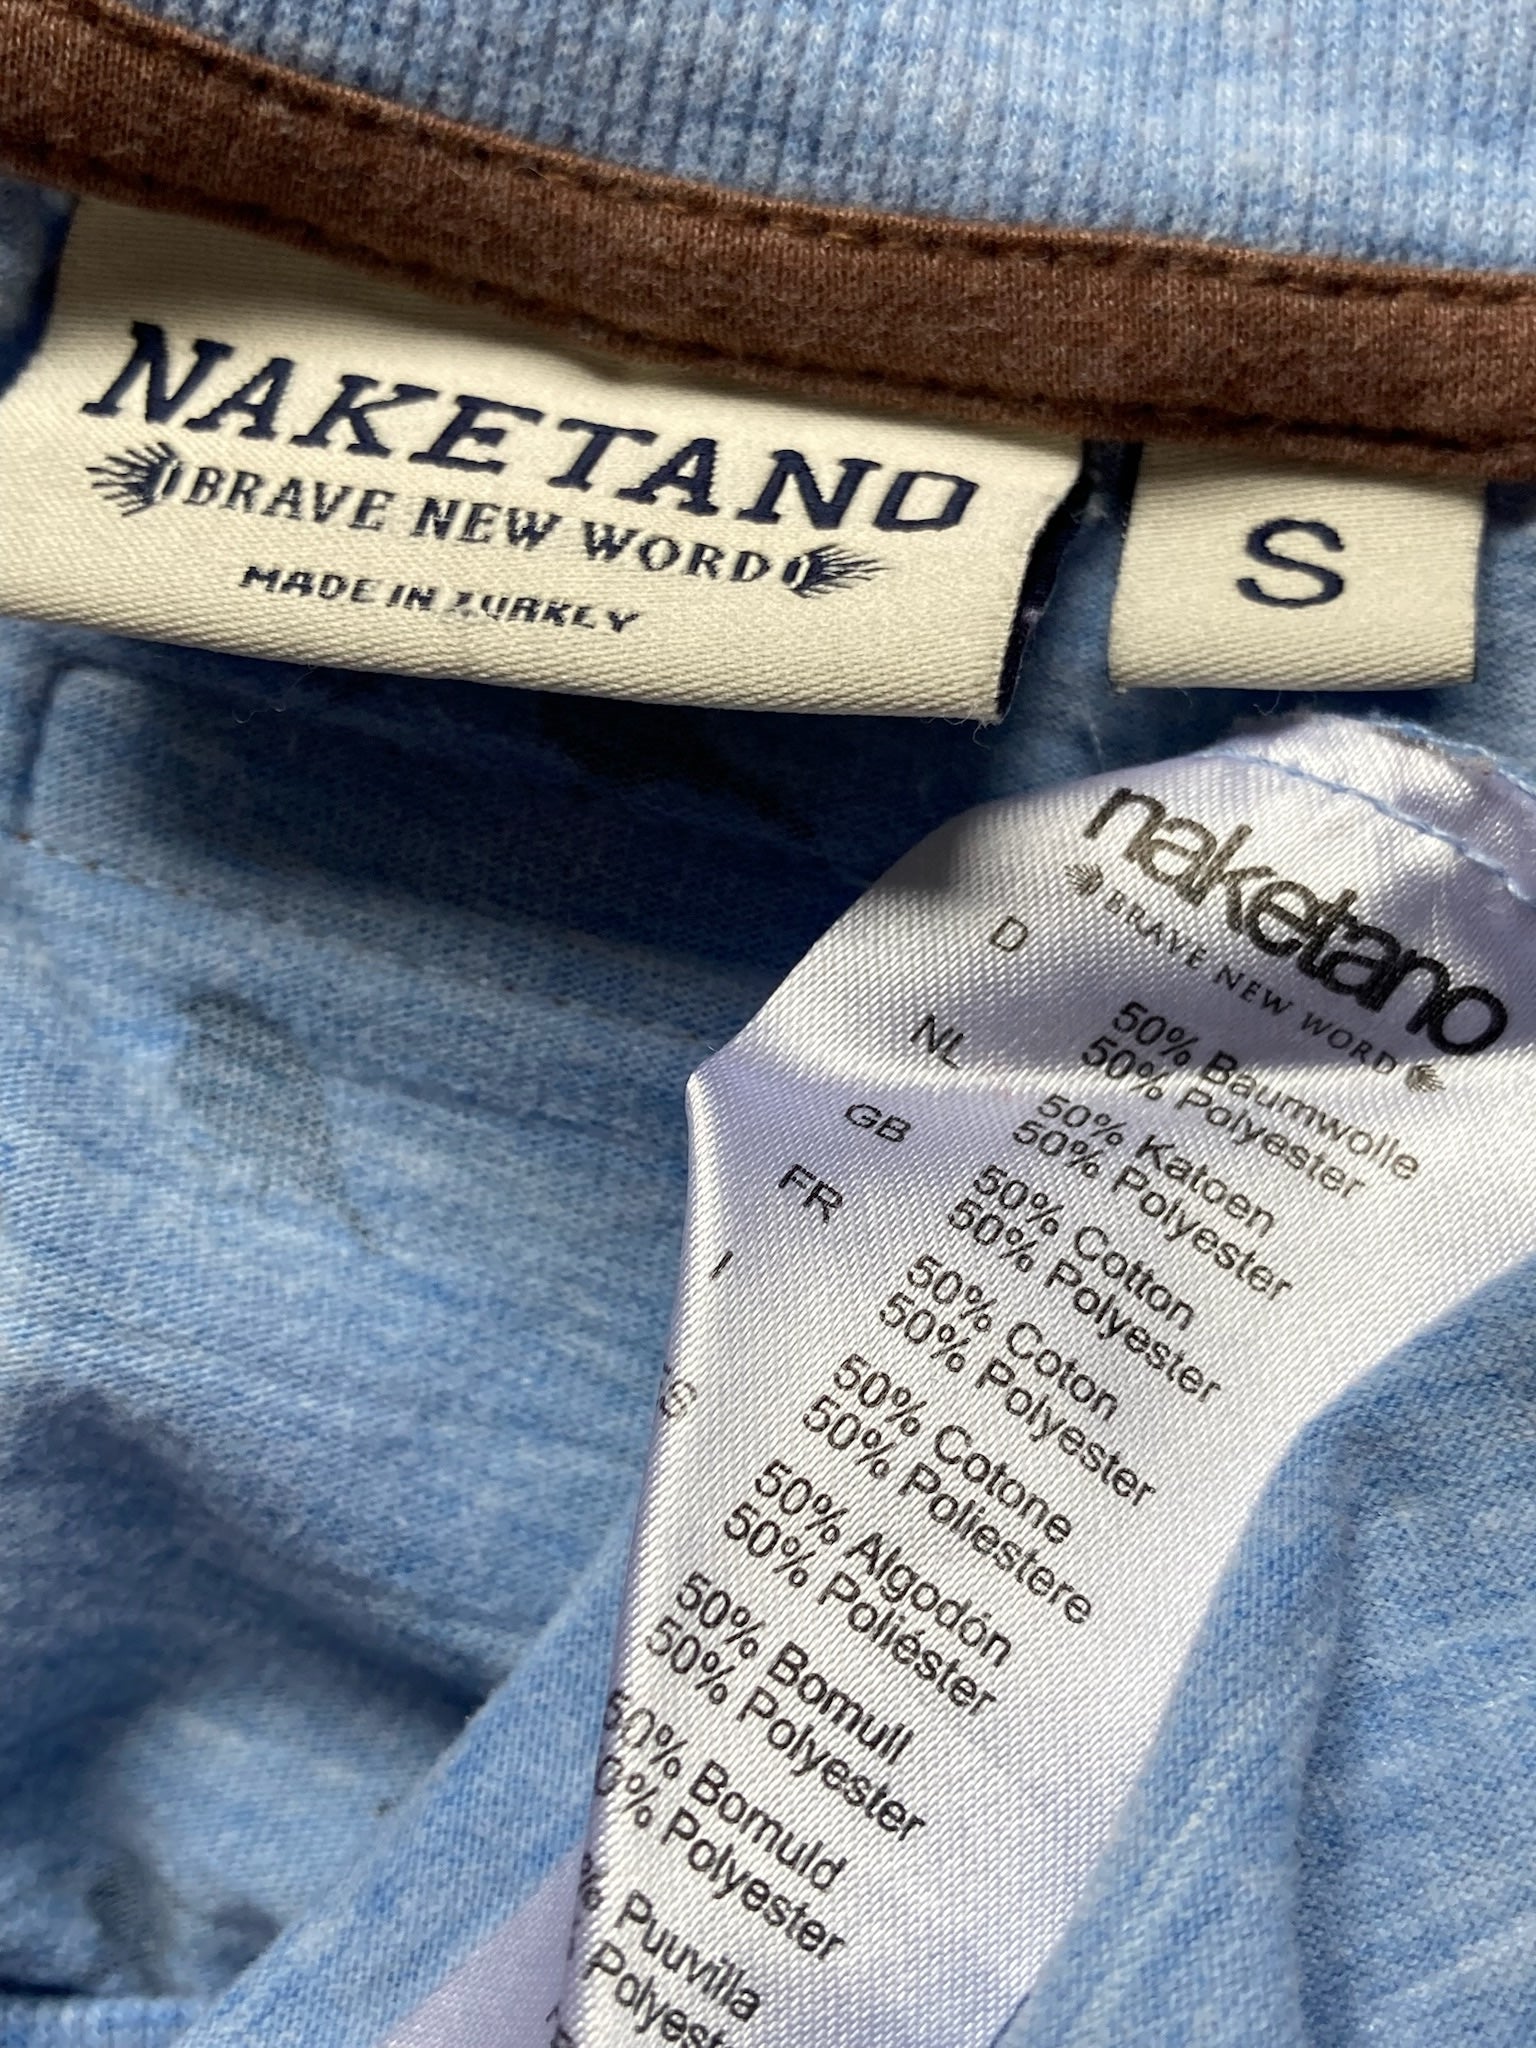 NAKETANO
BRAVE NEW WORD
MADE IN TURKEY
S
naketano
BRAVE NEW WORD
D 50% Baumwolle
50% Polyester
NL 50% Katoen
50% Polyester
GB 50% Cotton
50% Polyester
FR 50% Coton
50% Polyester
I 50% Cotone
50% Poliestere
50% Algodón
50% Poliéster
50% Bomull
50% Polyester
50% Bomuld
0% Polyester
% Puuvilla
Polyest